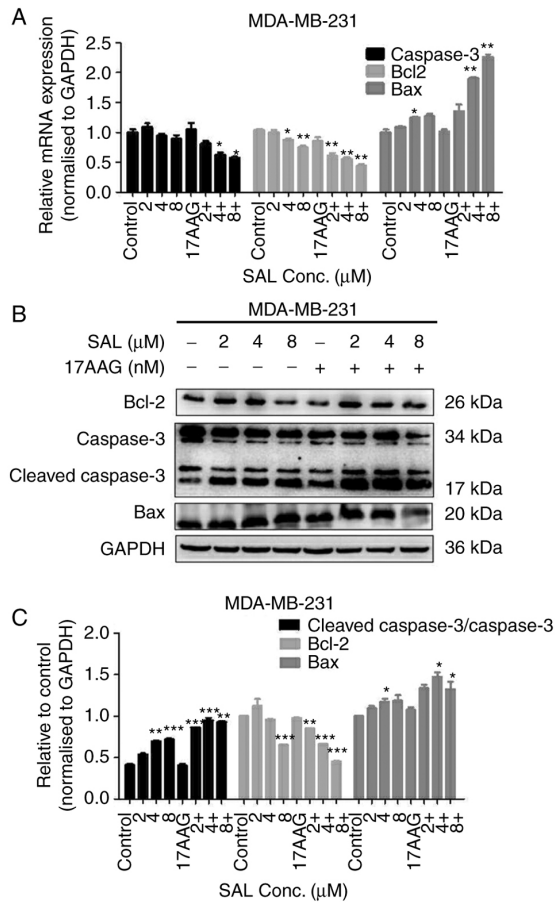 A
MDA-MB-231
Relative mRNA expression
(normalised to GAPDH)
2.5
2.0
1.5
1.0
0.5
0.0
Caspase-3
Bcl2
Bax
* * * ** ** ** ** * ** **
Control 2 4 8 17AAG 2+ 4+ 8+ Control 2 4 8 17AAG 2+ 4+ 8+ Control 2 4 8 17AAG 2+ 4+ 8+
SAL Conc. (μM)
B
MDA-MB-231
SAL (μM) – 2 4 8 – 2 4 8
17AAG (nM) – – – – + + + +
Bcl-2 26 kDa
Caspase-3 34 kDa
Cleaved caspase-3 17 kDa
Bax 20 kDa
GAPDH 36 kDa
C
MDA-MB-231
Relative to control
(normalised to GAPDH)
2.0
1.5
1.0
0.5
0.0
Cleaved caspase-3/caspase-3
Bcl-2
Bax
** *** *** *** ** *** ** *** *** * * *
Control 2 4 8 17AAG 2+ 4+ 8+ Control 2 4 8 17AAG 2+ 4+ 8+ Control 2 4 8 17AAG 2+ 4+ 8+
SAL Conc. (μM)